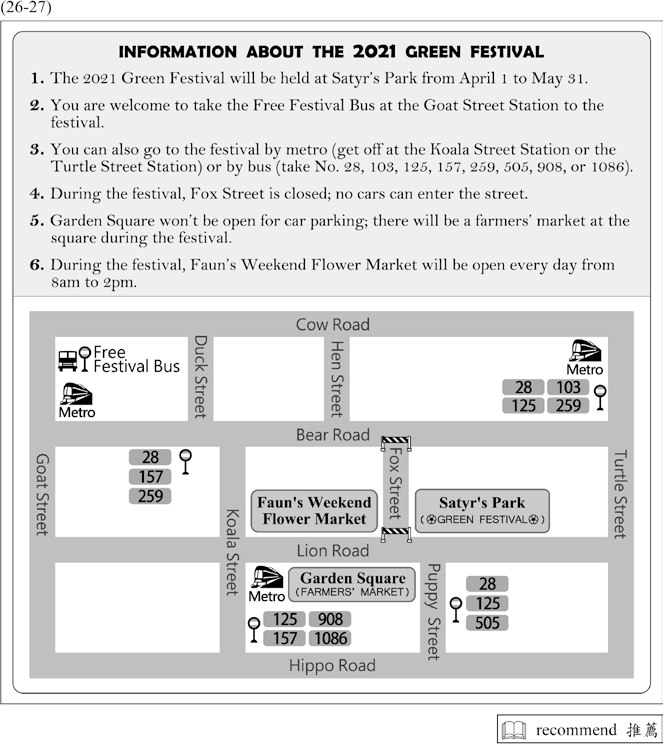 (26-27)
INFORMATION ABOUT THE 2021 GREEN FESTIVAL
1. The 2021 Green Festival will be held at Satyr's Park from April 1 to May 31.
2. You are welcome to take the Free Festival Bus at the Goat Street Station to the
festival.
3. You can also go to the festival by metro (get off at the Koala Street Station or the
Turtle Street Station) or by bus (take No. 28, 103, 125, 157, 259, 505, 908, or 1086).
4. During the festival, Fox Street is closed; no cars can enter the street.
5. Garden Square won't be open for car parking; there will be a farmers' market at the
square during the festival.
6. During the festival, Faun's Weekend Flower Market will be open every day from
8am to 2pm.
Cow Road
Free
Festival Bus
Metro
Duck Street
Hen Street
Metro
28 103
125 259
Bear Road
Goat Street
28
157
259
Koala Street
Faun's Weekend
Flower Market
Fox Street
Satyr's Park
(GREEN FESTIVAL)
Turtle Street
Lion Road
Metro
Garden Square
(FARMERS' MARKET)
125 908
157 1086
Puppy Street
28
125
505
Hippo Road
recommend 推薦